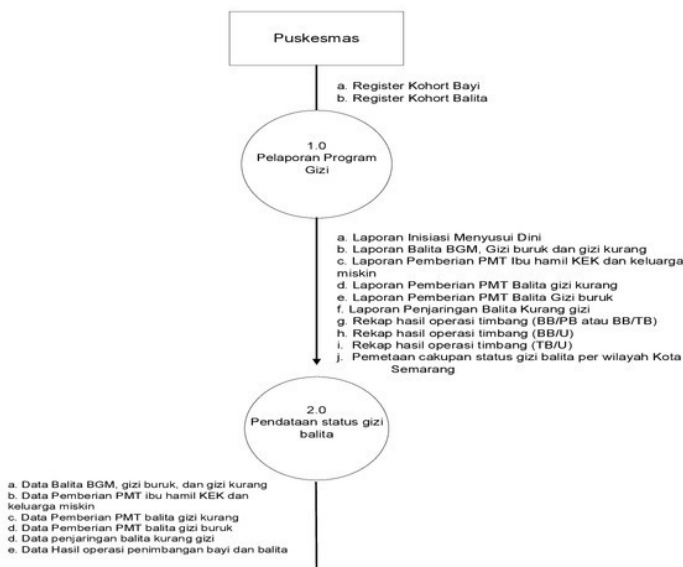 Puskesmas
a. Register Kohort Bayi
b. Register Kohort Balita
1.0
Pelaporan Program
Gizi
a. Laporan Inisiasi Menyusui Dini
b. Laporan Balita BGM, Gizi buruk dan gizi kurang
c. Laporan Pemberian PMT Ibu hamil KEK dan keluarga
miskin
d. Laporan Pemberian PMT Balita gizi kurang
e. Laporan Pemberian PMT Balita Gizi buruk
f. Laporan Penjaringan Balita Kurang gizi
g. Rekap hasil operasi timbang (BB/PB atau BB/TB)
h. Rekap hasil operasi timbang (BB/U)
i. Rekap hasil operasi timbang (TB/U)
j. Pemetaan cakupan status gizi balita per wilayah Kota
Semarang
2.0
Pendataan status gizi
balita
a. Data Balita BGM, gizi buruk, dan gizi kurang
b. Data Pemberian PMT ibu hamil KEK dan
keluarga miskin
c. Data Pemberian PMT balita gizi kurang
d. Data Pemberian PMT balita gizi buruk
d. Data penjaringan balita kurang gizi
e. Data Hasil operasi penimbangan bayi dan balita